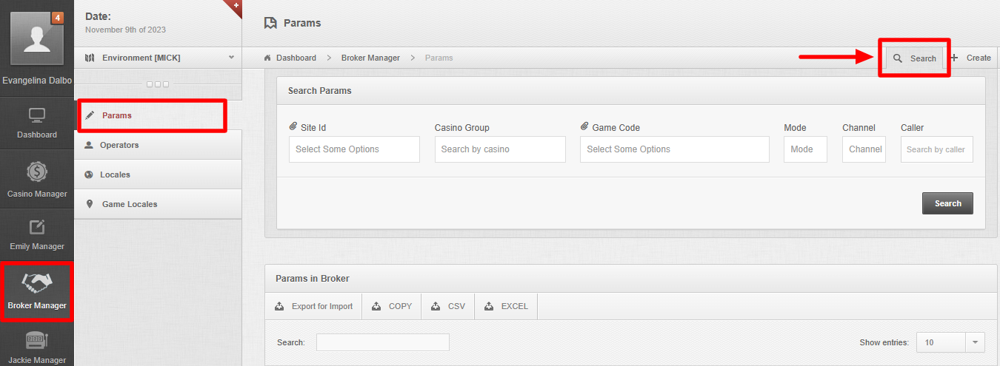 4
Evangelina Dalbo
Dashboard
Casino Manager
Emily Manager
Broker Manager
Jackie Manager
Date:
November 9th of 2023
+
Environment [MICK]
Params
Operators
Locales
Game Locales
Params
Dashboard > Broker Manager > Params
Search
+ Create
Search Params
Site Id
Casino Group
Game Code
Mode
Channel
Caller
Select Some Options
Search by casino
Select Some Options
Mode
Channel
Search by caller
Search
Params in Broker
Export for Import
COPY
CSV
EXCEL
Search:
Show entries:
10